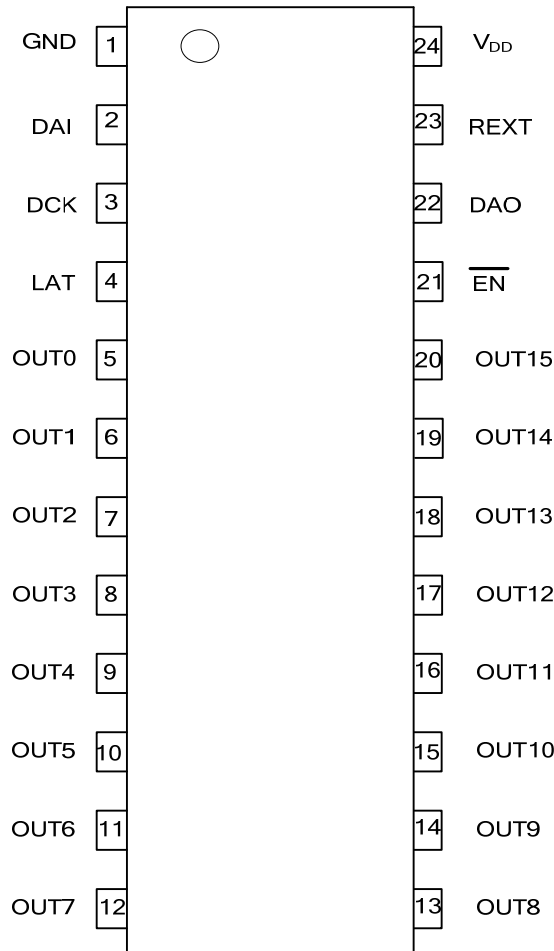 GND 1 24 V_DD
DAI 2 23 REXT
DCK 3 22 DAO
LAT 4 21 E̅N̅
OUT0 5 20 OUT15
OUT1 6 19 OUT14
OUT2 7 18 OUT13
OUT3 8 17 OUT12
OUT4 9 16 OUT11
OUT5 10 15 OUT10
OUT6 11 14 OUT9
OUT7 12 13 OUT8